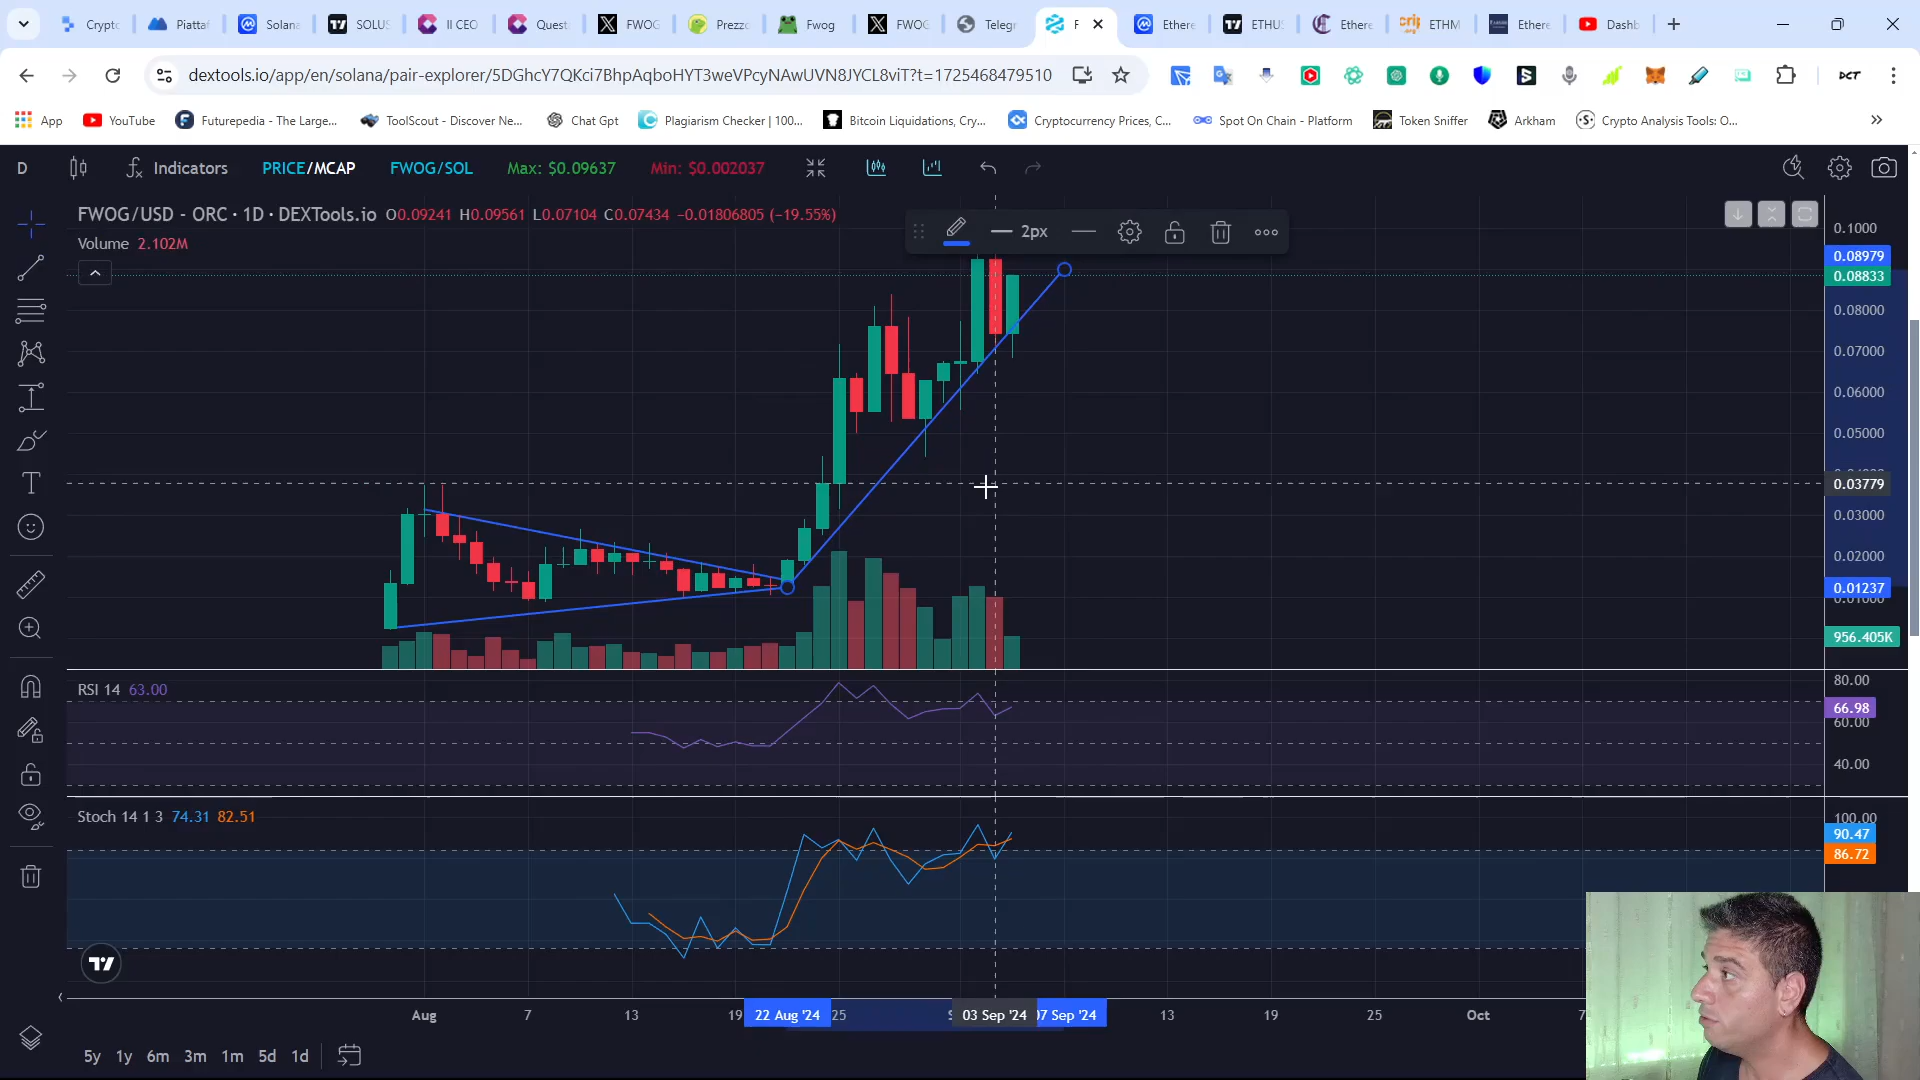 Crypto
Piattaf
Solana
SOLUS
Il CEO
Quest
FWOG
Prezzo
Fwog
FWOG
Telegr
F
Ethere
ETHUS
Ethere
ETHM
Ethere
Dashb
dextools.io/app/en/solana/pair-explorer/5DGhcY7QKci7BhpAqboHYT3weVPcyNAwUVN8JYCL8viT?t=1725468479510
App
YouTube
Futurepedia - The Large...
ToolScout - Discover Ne...
Chat Gpt
Plagiarism Checker | 100...
Bitcoin Liquidations, Cry...
Cryptocurrency Prices, C...
Spot On Chain - Platform
Token Sniffer
Arkham
Crypto Analysis Tools: O...
D
Indicators
PRICE/MCAP
FWOG/SOL
Max: $0.09637
Min: $0.002037
FWOG/USD - ORC · 1D · DEXTools.io O0.09241 H0.09561 L0.07104 C0.07434 −0.01806805 (−19.55%)
Volume 2.102M
2px
0.1000
0.08979
0.08833
0.08000
0.07000
0.06000
0.05000
0.03779
0.03000
0.02000
0.01237
0.01000
956.405K
RSI 14 63.00
80.00
66.98
60.00
40.00
Stoch 14 1 3 74.31 82.51
100.00
90.47
86.72
Aug
7
13
19
22 Aug '24
25
03 Sep '24
07 Sep '24
13
19
25
Oct
5y 1y 6m 3m 1m 5d 1d